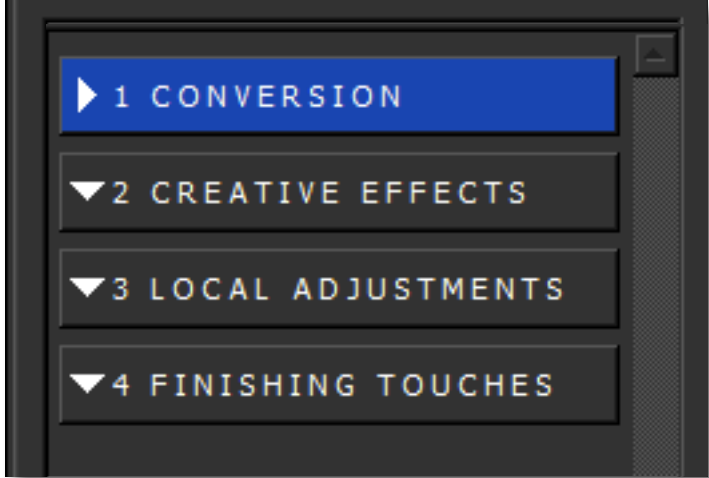 1 CONVERSION
2 CREATIVE EFFECTS
3 LOCAL ADJUSTMENTS
4 FINISHING TOUCHES